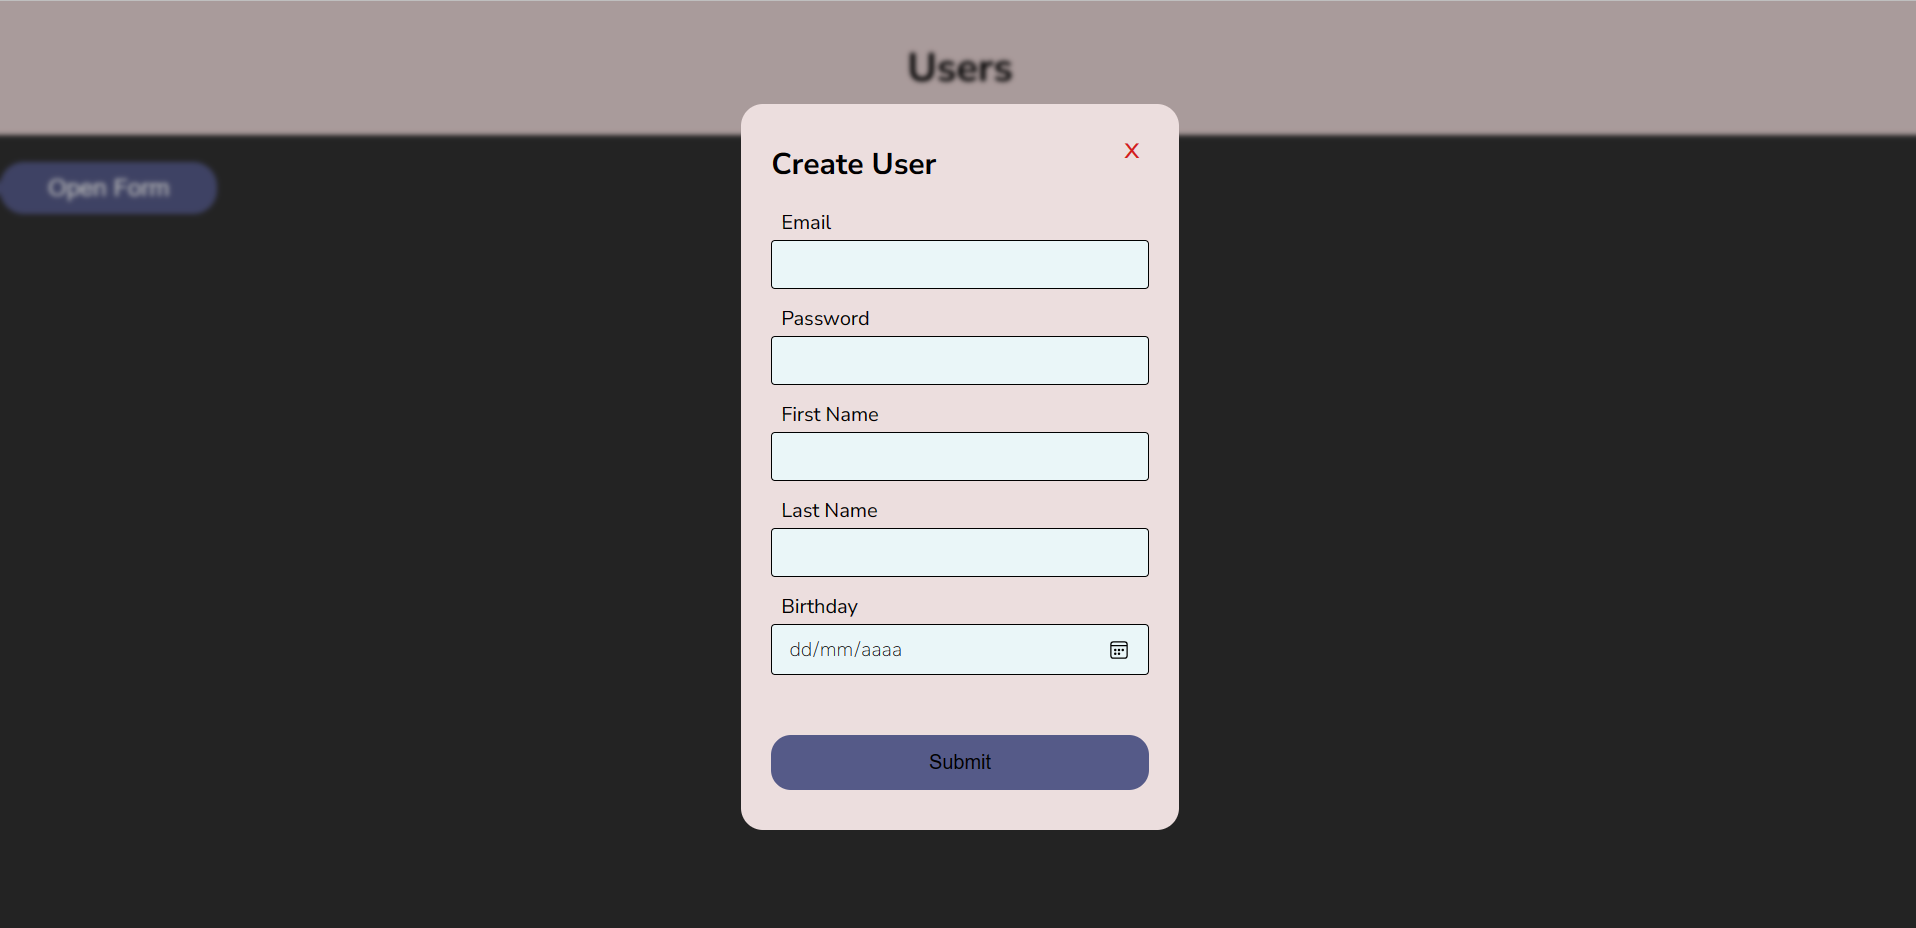 Users
Open Form
Create User
X
Email
Password
First Name
Last Name
Birthday
dd/mm/aaaa
Submit